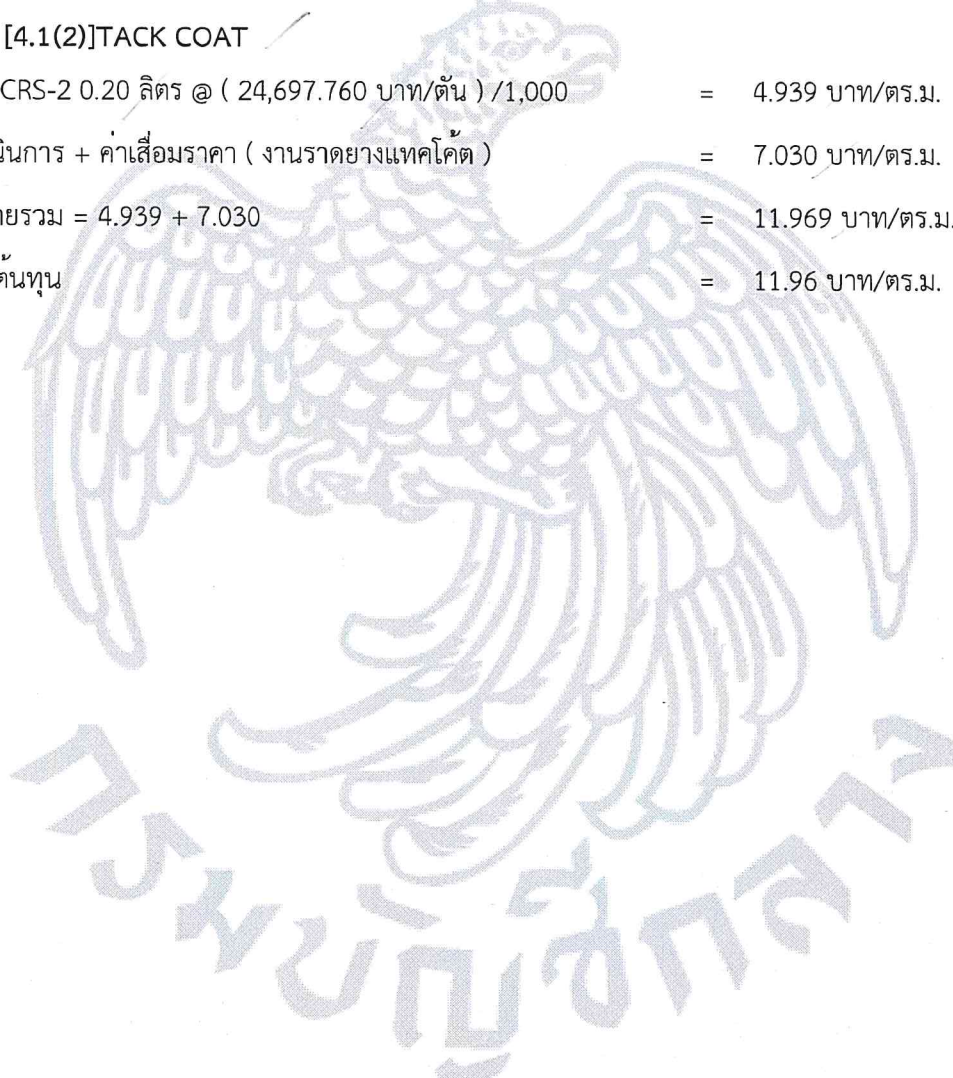 [4.1(2)]TACK COAT
CRS-2 0.20 ลิตร @ ( 24,697.760 บาท/ตัน ) /1,000 = 4.939 บาท/ตร.ม.
นินการ + ค่าเสื่อมราคา ( งานราดยางแทคโค้ต ) = 7.030 บาท/ตร.ม.
ายรวม = 4.939 + 7.030 = 11.969 บาท/ตร.ม.
ต้นทุน = 11.96 บาท/ตร.ม.
กรมบัญชีกลาง